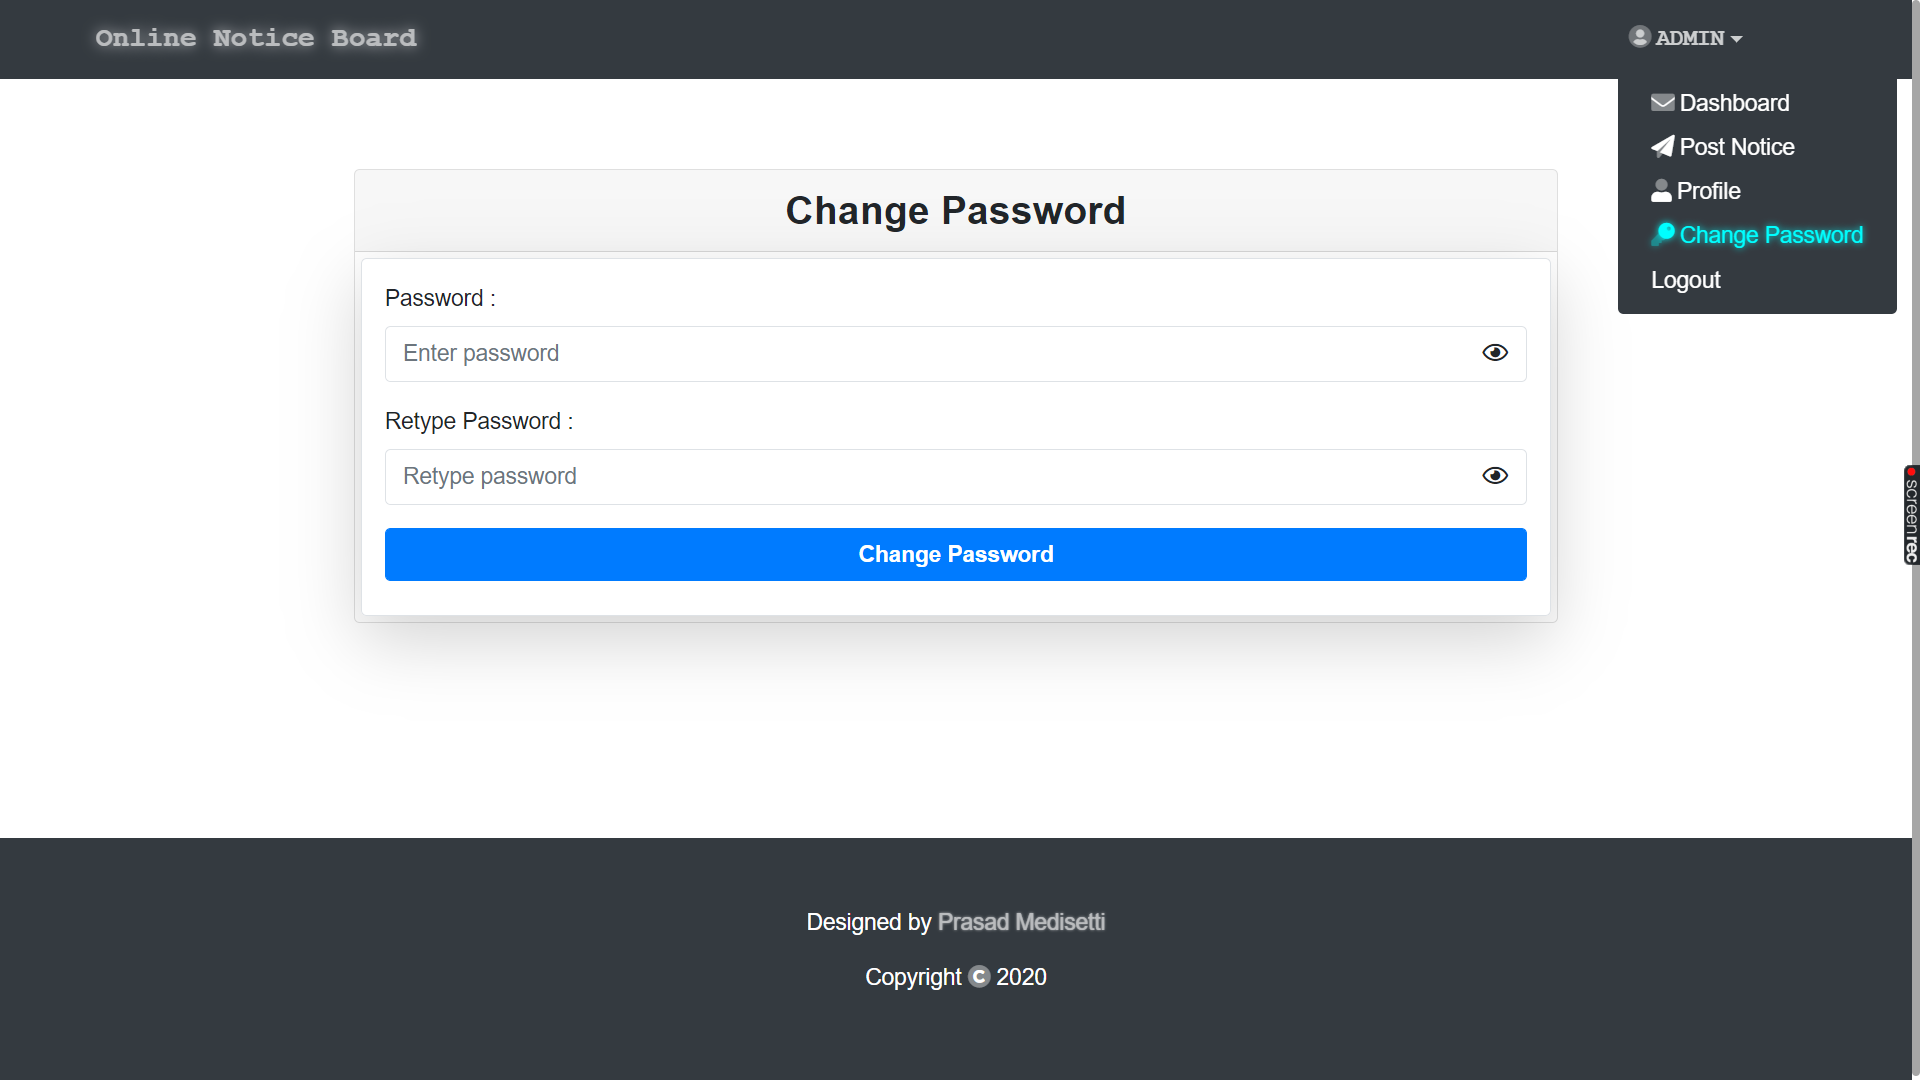 Online Notice Board
ADMIN
Dashboard
Post Notice
Profile
Change Password
Logout
Change Password
Password :
Enter password
Retype Password :
Retype password
Change Password
screenrec
Designed by Prasad Medisetti
Copyright © 2020